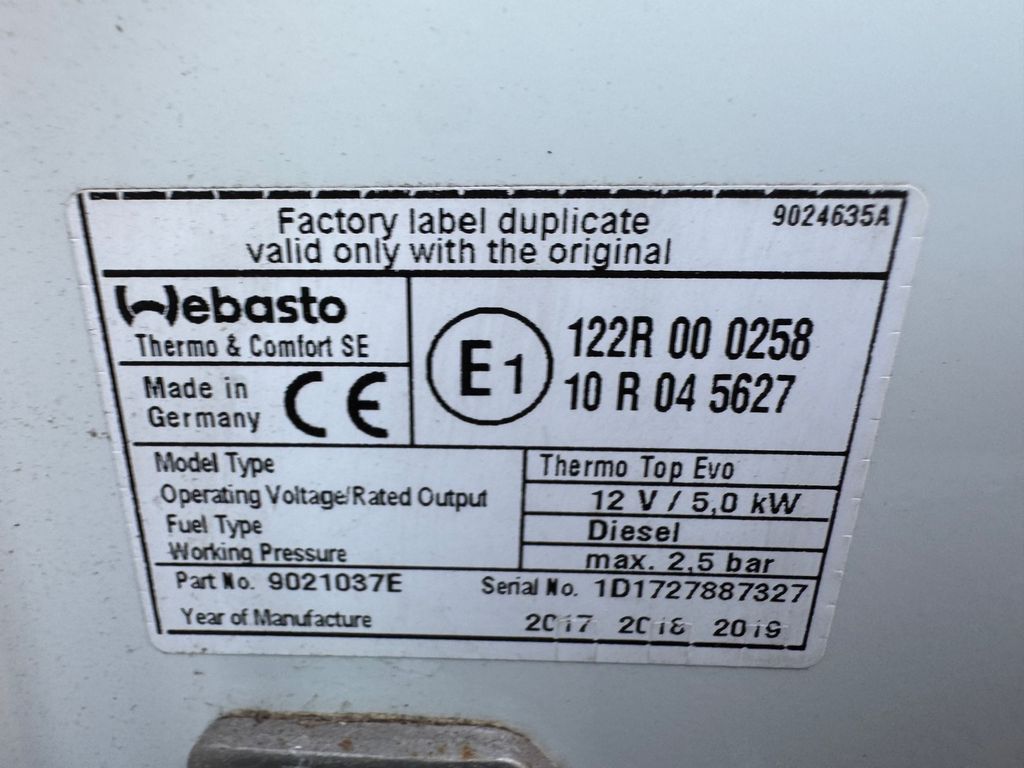 Factory label duplicate
valid only with the original
9024635A
Webasto
Thermo & Comfort SE
Made in
Germany
CE
E1
122R 00 0258
10 R 04 5627
Model Type Thermo Top Evo
Operating Voltage/Rated Output 12 V / 5,0 kW
Fuel Type Diesel
Working Pressure max. 2,5 bar
Part No. 9021037E Serial No. 1D1727887327
Year of Manufacture 2017 2018 2019